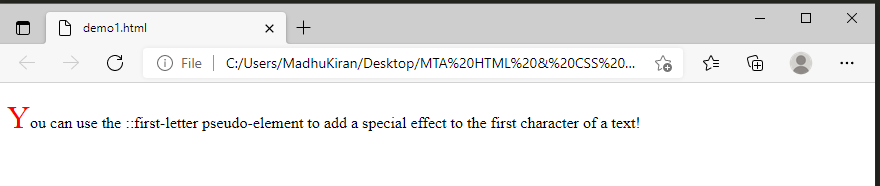 demo1.html
File
C:/Users/MadhuKiran/Desktop/MTA%20HTML%20&%20CSS%20...
You can use the ::first-letter pseudo-element to add a special effect to the first character of a text!